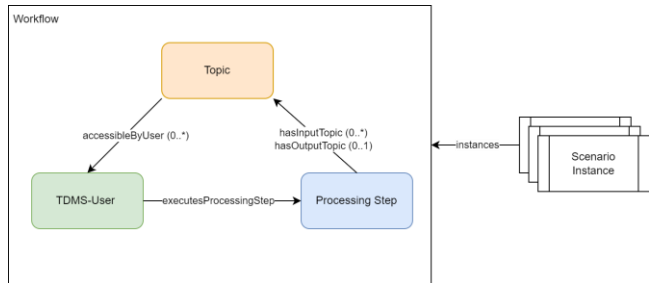 Workflow
Topic
accessibleByUser (0..*)
hasInputTopic (0..*)
hasOutputTopic (0..1)
instances
Scenario
Instance
TDMS-User
executesProcessingStep
Processing Step